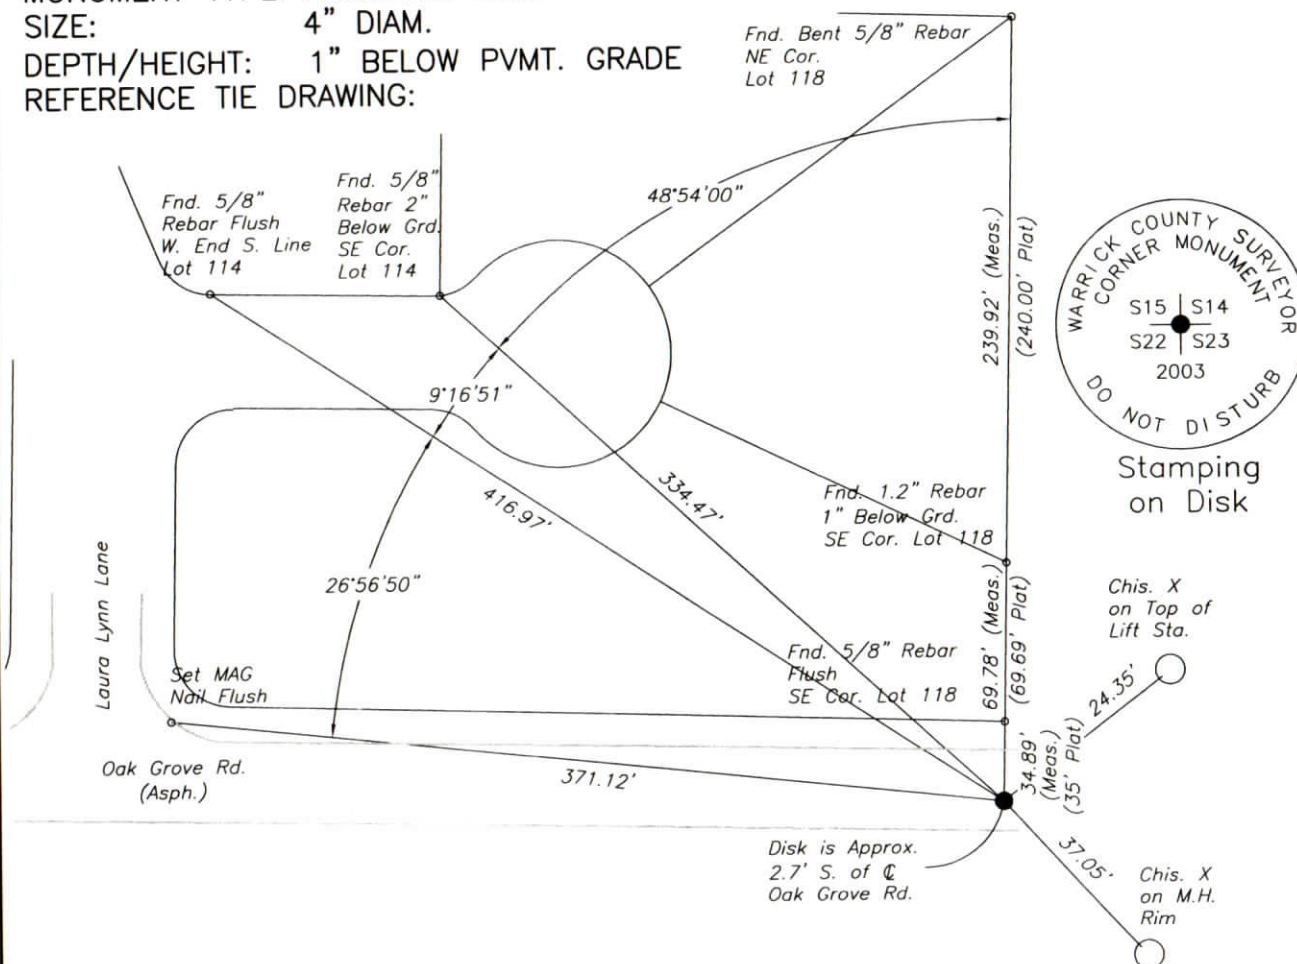 SIZE: 4" DIAM.
DEPTH/HEIGHT: 1" BELOW PVMT. GRADE
REFERENCE TIE DRAWING:
Fnd. Bent 5/8" Rebar
NE Cor.
Lot 118
Fnd. 5/8"
Rebar Flush
W. End S. Line
Lot 114
Fnd. 5/8"
Rebar 2"
Below Grd.
SE Cor.
Lot 114
48°54'00"
239.92' (Meas.)
(240.00' Plat)
WARRICK COUNTY SURVEYOR
CORNER MONUMENT
S15 S14
S22 S23
2003
DO NOT DISTURB
Stamping
on Disk
9°16'51"
416.97'
334.47'
26°56'50"
Fnd. 1.2" Rebar
1" Below Grd.
SE Cor. Lot 118
69.78' (Meas.)
(69.69' Plat)
Chis. X
on Top of
Lift Sta.
24.35'
Laura Lynn Lane
Set MAG
Nail Flush
Fnd. 5/8" Rebar
Flush
SE Cor. Lot 118
34.89'
(Meas.)
(35' Plat)
Oak Grove Rd.
(Asph.)
371.12'
Disk is Approx.
2.7' S. of ℄
Oak Grove Rd.
37.05'
Chis. X
on M.H.
Rim